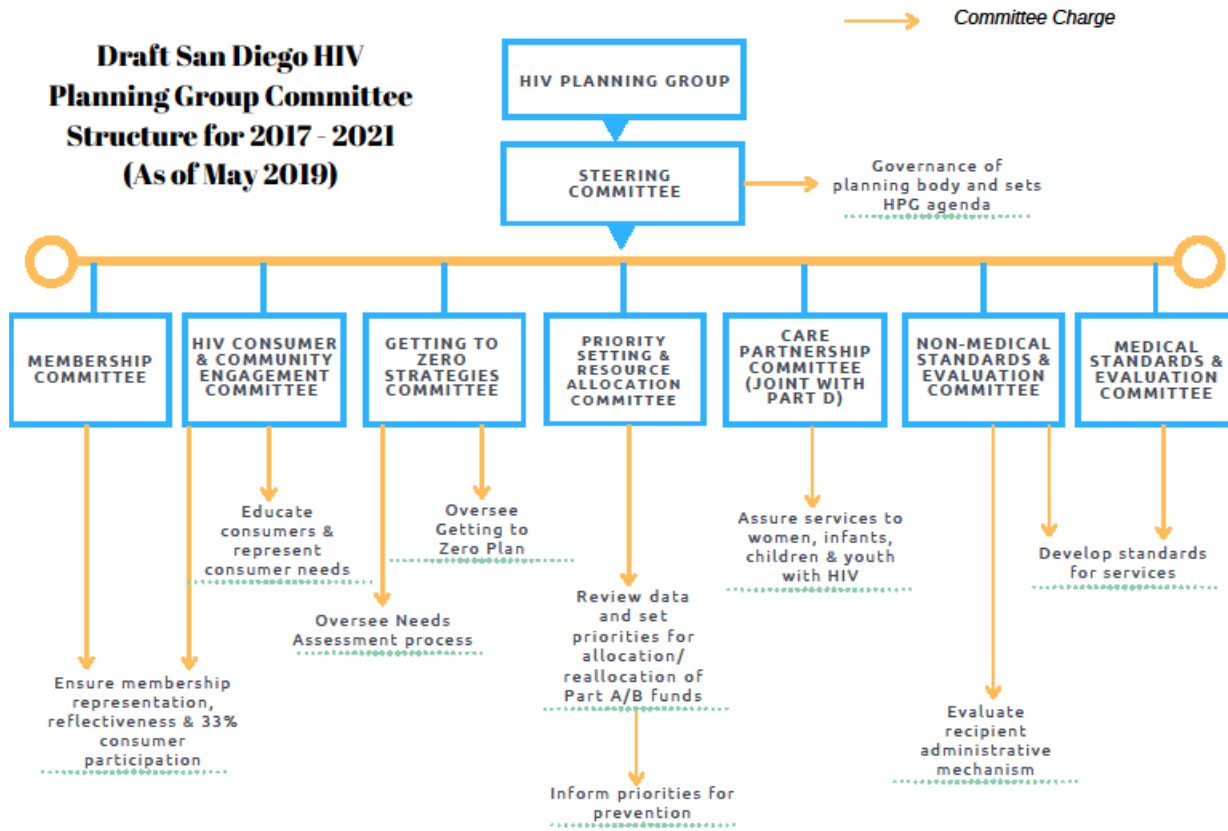 Committee Charge
Draft San Diego HIV
Planning Group Committee
Structure for 2017 - 2021
(As of May 2019)
HIV PLANNING GROUP
STEERING
COMMITTEE
Governance of
planning body and sets
HPG agenda
MEMBERSHIP
COMMITTEE
HIV CONSUMER
& COMMUNITY
ENGAGEMENT
COMMITTEE
GETTING TO
ZERO
STRATEGIES
COMMITTEE
PRIORITY
SETTING &
RESOURCE
ALLOCATION
COMMITTEE
CARE
PARTNERSHIP
COMMITTEE
(JOINT WITH
PART D)
NON-MEDICAL
STANDARDS &
EVALUATION
COMMITTEE
MEDICAL
STANDARDS &
EVALUATION
COMMITTEE
Educate
consumers &
represent
consumer needs
Oversee
Getting to
Zero Plan
Assure services to
women, infants,
children & youth
with HIV
Develop standards
for services
Oversee Needs
Assessment process
Review data
and set
priorities for
allocation/
reallocation of
Part A/B funds
Ensure membership
representation,
reflectiveness & 33%
consumer
participation
Evaluate
recipient
administrative
mechanism
Inform priorities for
prevention